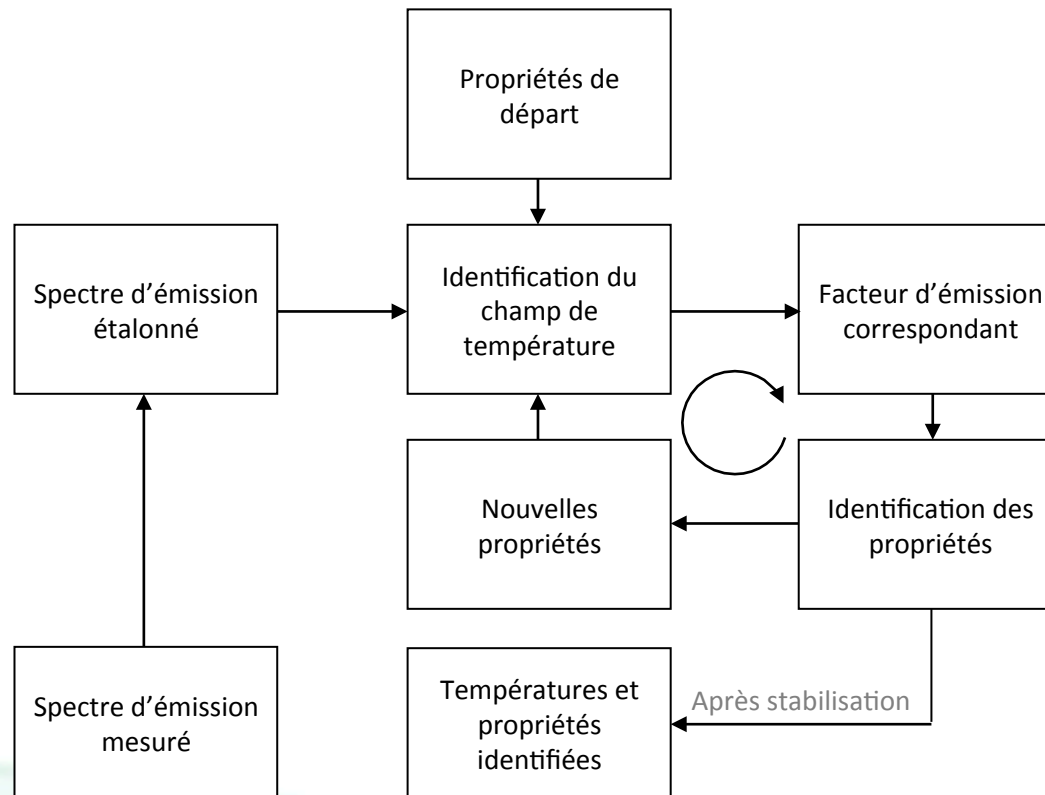 Propriétés de
départ
Spectre d'émission
étalonné
Identification du
champ de
température
Facteur d'émission
correspondant
Nouvelles
propriétés
Identification des
propriétés
Spectre d'émission
mesuré
Températures et
propriétés
identifiées
Après stabilisation